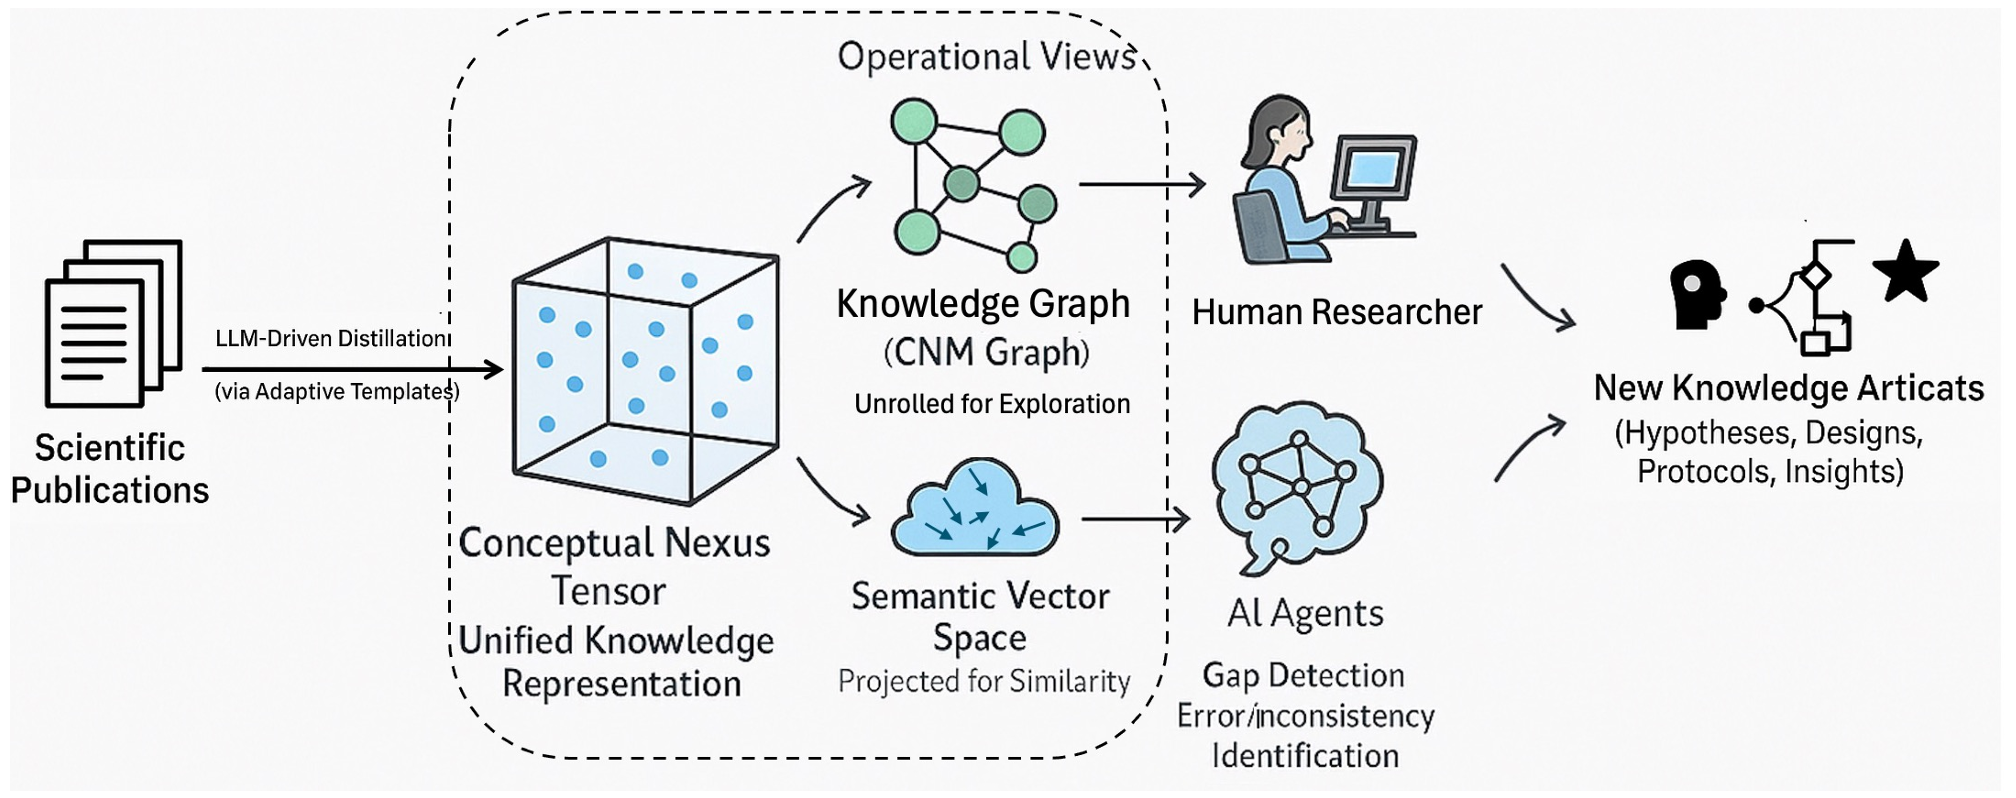 Scientific
Publications
LLM-Driven Distillation
(via Adaptive Templates)
Conceptual Nexus
Tensor
Unified Knowledge
Representation
Operational Views
Knowledge Graph
(CNM Graph)
Unrolled for Exploration
Semantic Vector
Space
Projected for Similarity
Human Researcher
AI Agents
Gap Detection
Error/inconsistency
Identification
New Knowledge Articats
(Hypotheses, Designs,
Protocols, Insights)